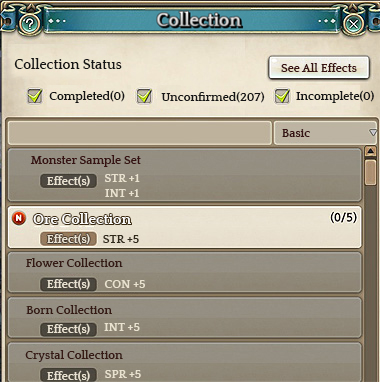 Collection
Collection Status
See All Effects
Completed(0)
Unconfirmed(207)
Incomplete(0)
Basic
Monster Sample Set
Effect(s) STR +1
INT +1
N Ore Collection (0/5)
Effect(s) STR +5
Flower Collection
Effect(s) CON +5
Born Collection
Effect(s) INT +5
Crystal Collection
Effect(s) SPR +5